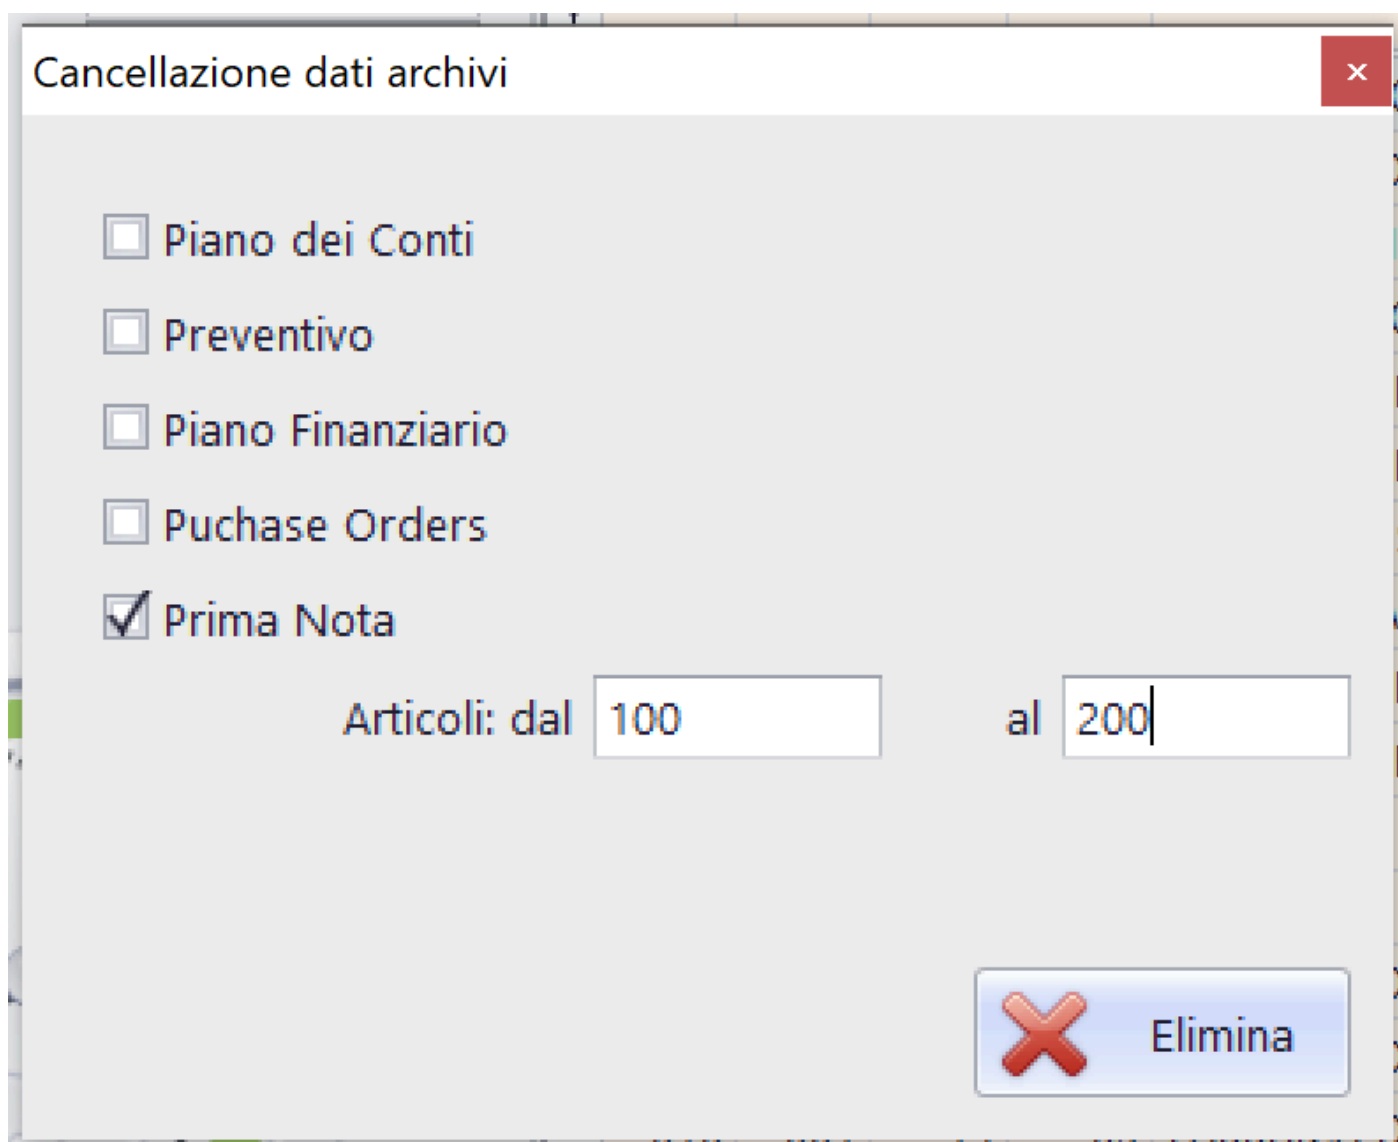 Cancellazione dati archivi
Piano dei Conti
Preventivo
Piano Finanziario
Puchase Orders
Prima Nota
Articoli: dal 100 al 200
Elimina